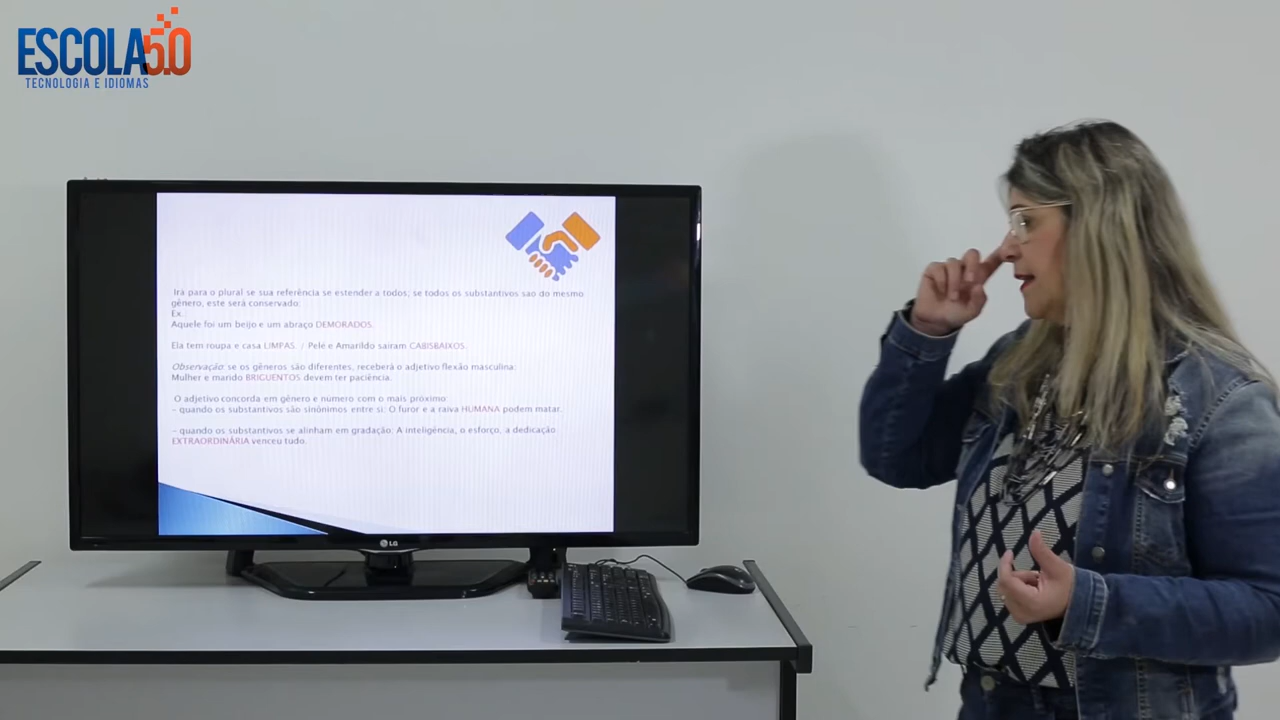 ESCOLA5.0
TECNOLOGIA E IDIOMAS
Irá para o plural se sua referência se estender a todos; se todos os substantivos são do mesmo
gênero, este será conservado:
Ex.
Aquele foi um beijo e um abraço DEMORADOS.
Ela tem roupa e casa LIMPAS. / Pelé e Amarildo saíram CABISBAIXOS.
Observação: se os gêneros são diferentes, receberá o adjetivo flexão masculina:
Mulher e marido BRIGUENTOS devem ter paciência.
O adjetivo concorda em gênero e número com o mais próximo:
- quando os substantivos são sinônimos entre si: O furor e a raiva HUMANA podem matar.
- quando os substantivos se alinham em gradação: A inteligência, o esforço, a dedicação
EXTRAORDINÁRIA venceu tudo.
LG